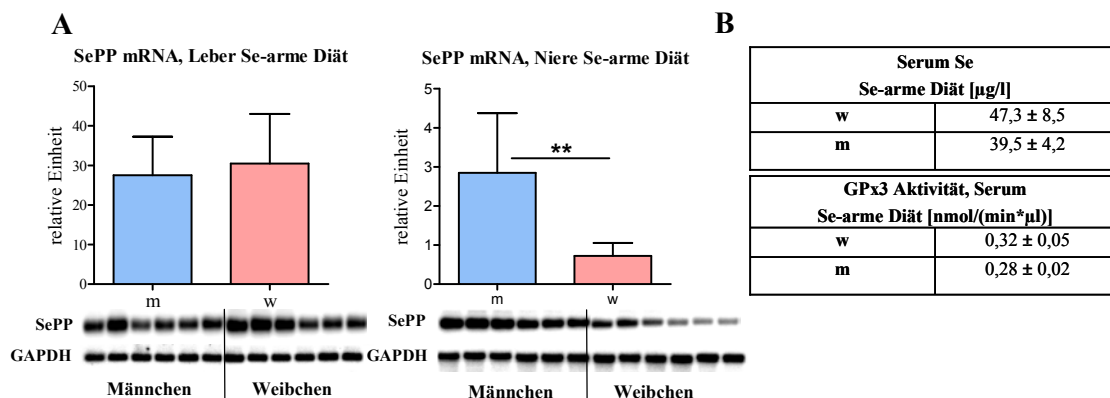 A
SePP mRNA, Leber Se-arme Diät
relative Einheit
50
40
30
20
10
0
m
w
SePP
GAPDH
Männchen
Weibchen
SePP mRNA, Niere Se-arme Diät
relative Einheit
5
4
3
2
1
0
**
m
w
SePP
GAPDH
Männchen
Weibchen
B
Serum Se
Se-arme Diät [µg/l]
w 47,3 ± 8,5
m 39,5 ± 4,2
GPx3 Aktivität, Serum
Se-arme Diät [nmol/(min*µl)]
w 0,32 ± 0,05
m 0,28 ± 0,02